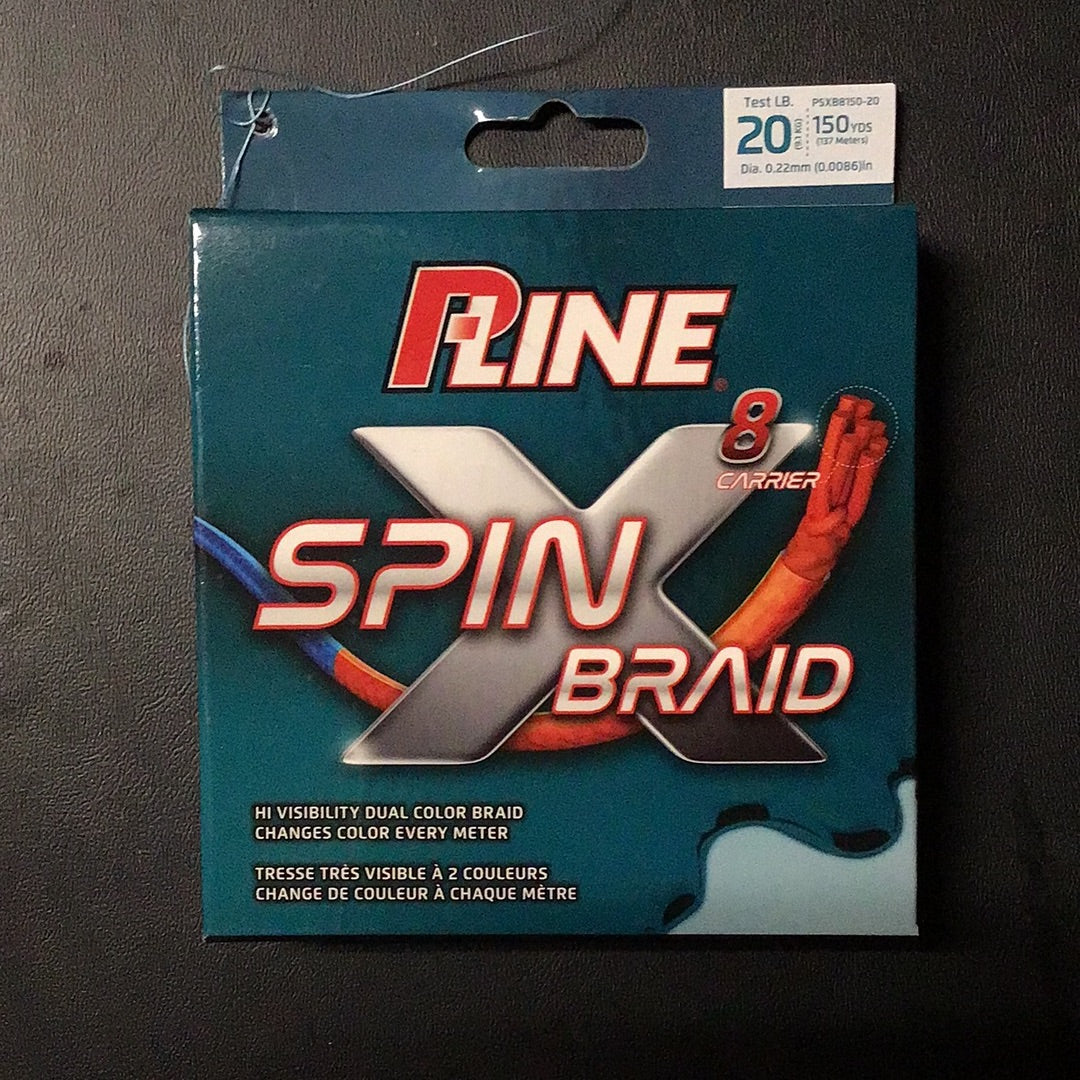 Test LB.
20
(9.1 KG)
PSXB8150-20
150 YDS
(137 Meters)
Dia. 0.22mm (0.0086)in
P-LINE®
8
CARRIER
SPIN X
BRAID
HI VISIBILITY DUAL COLOR BRAID
CHANGES COLOR EVERY METER
TRESSE TRÈS VISIBLE À 2 COULEURS
CHANGE DE COULEUR À CHAQUE MÈTRE